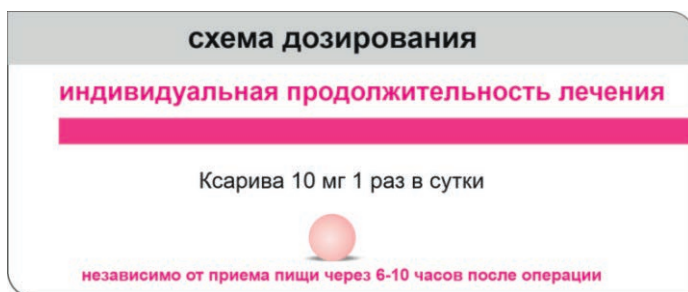 схема дозирования
индивидуальная продолжительность лечения
Ксарива 10 мг 1 раз в сутки
независимо от приема пищи через 6-10 часов после операции